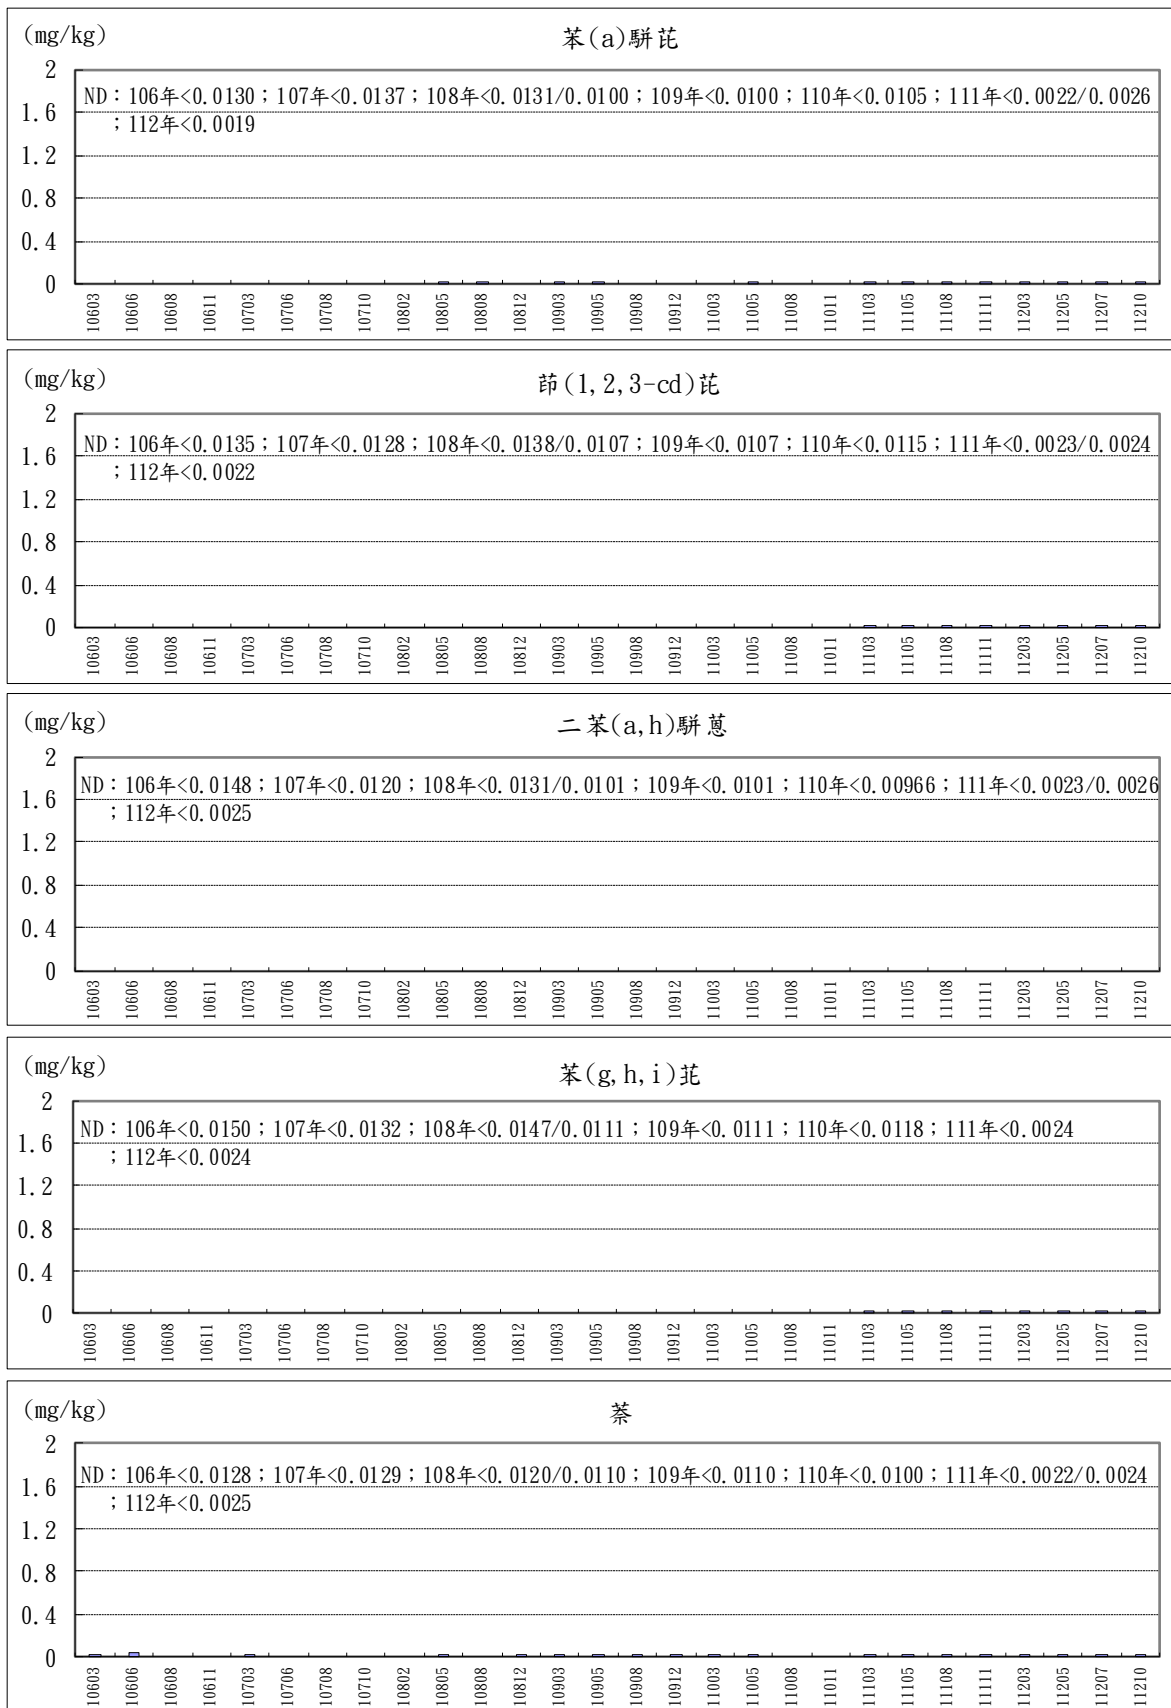 (mg/kg)
苯(a)駢芘
2
1.6
1.2
0.8
0.4
0
ND：106年<0.0130；107年<0.0137；108年<0.0131/0.0100；109年<0.0100；110年<0.0105；111年<0.0022/0.0026
；112年<0.0019
10603 10606 10608 10611 10703 10706 10708 10710 10802 10805 10808 10812 10903 10905 10908 10912 11003 11005 11008 11011 11103 11105 11108 11111 11203 11205 11207 11210
(mg/kg)
茚(1,2,3-cd)芘
2
1.6
1.2
0.8
0.4
0
ND：106年<0.0135；107年<0.0128；108年<0.0138/0.0107；109年<0.0107；110年<0.0115；111年<0.0023/0.0024
；112年<0.0022
10603 10606 10608 10611 10703 10706 10708 10710 10802 10805 10808 10812 10903 10905 10908 10912 11003 11005 11008 11011 11103 11105 11108 11111 11203 11205 11207 11210
(mg/kg)
二苯(a,h)駢蒽
2
1.6
1.2
0.8
0.4
0
ND：106年<0.0148；107年<0.0120；108年<0.0131/0.0101；109年<0.0101；110年<0.00966；111年<0.0023/0.0026
；112年<0.0025
10603 10606 10608 10611 10703 10706 10708 10710 10802 10805 10808 10812 10903 10905 10908 10912 11003 11005 11008 11011 11103 11105 11108 11111 11203 11205 11207 11210
(mg/kg)
苯(g,h,i)苝
2
1.6
1.2
0.8
0.4
0
ND：106年<0.0150；107年<0.0132；108年<0.0147/0.0111；109年<0.0111；110年<0.0118；111年<0.0024
；112年<0.0024
10603 10606 10608 10611 10703 10706 10708 10710 10802 10805 10808 10812 10903 10905 10908 10912 11003 11005 11008 11011 11103 11105 11108 11111 11203 11205 11207 11210
(mg/kg)
萘
2
1.6
1.2
0.8
0.4
0
ND：106年<0.0128；107年<0.0129；108年<0.0120/0.0110；109年<0.0110；110年<0.0100；111年<0.0022/0.0024
；112年<0.0025
10603 10606 10608 10611 10703 10706 10708 10710 10802 10805 10808 10812 10903 10905 10908 10912 11003 11005 11008 11011 11103 11105 11108 11111 11203 11205 11207 11210